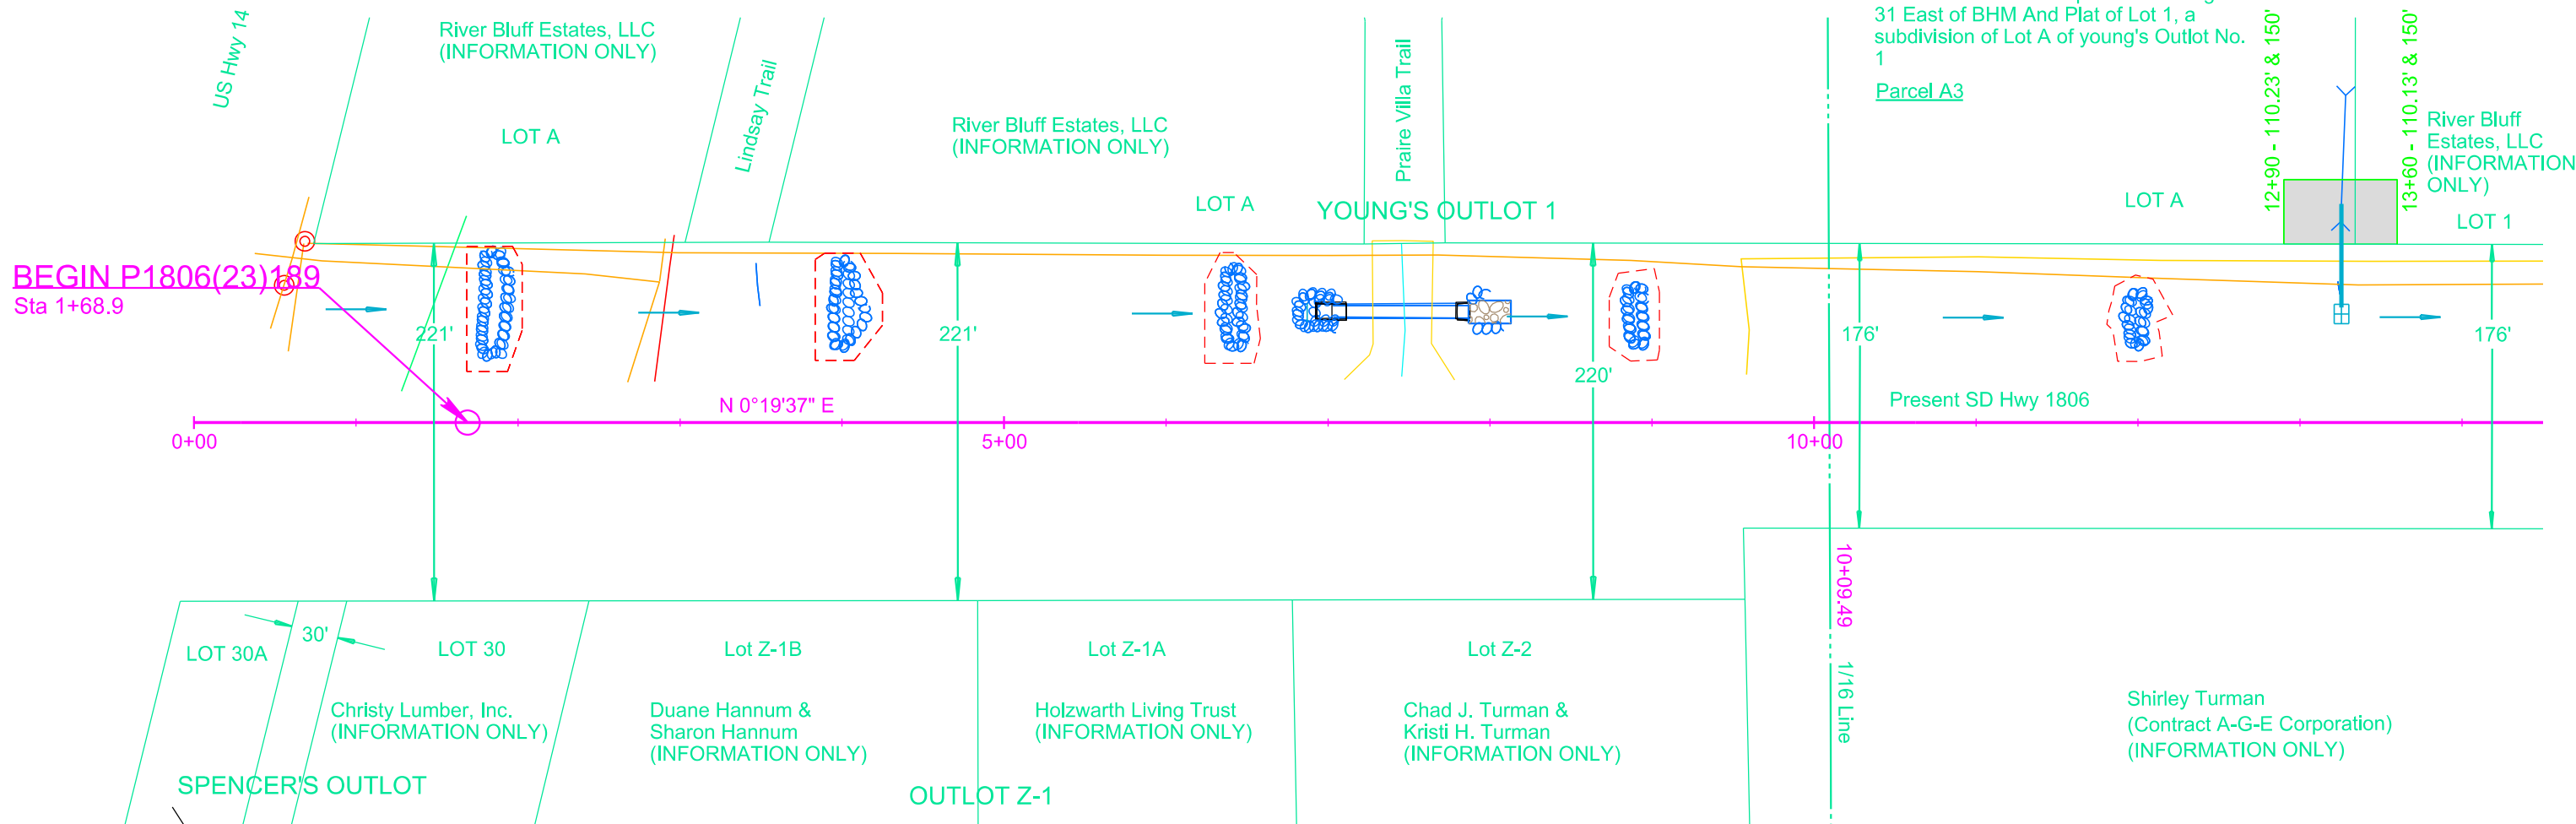 US Hwy 14
River Bluff Estates, LLC
(INFORMATION ONLY)
LOT A
Lindsay Trail
River Bluff Estates, LLC
(INFORMATION ONLY)
LOT A
Praire Villa Trail
YOUNG'S OUTLOT 1
31 East of BHM And Plat of Lot 1, a
subdivision of Lot A of young's Outlot No.
1
Parcel A3
LOT A
12+90 - 110.23' & 150'
13+60 - 110.13' & 150'
River Bluff
Estates, LLC
(INFORMATION
ONLY)
LOT 1
BEGIN P1806(23)189
Sta 1+68.9
221'
221'
220'
176'
176'
N 0°19'37" E
Present SD Hwy 1806
0+00
5+00
10+00
10+09.49
1/16 Line
30'
LOT 30A
LOT 30
Lot Z-1B
Lot Z-1A
Lot Z-2
Christy Lumber, Inc.
(INFORMATION ONLY)
Duane Hannum &
Sharon Hannum
(INFORMATION ONLY)
Holzwarth Living Trust
(INFORMATION ONLY)
Chad J. Turman &
Kristi H. Turman
(INFORMATION ONLY)
Shirley Turman
(Contract A-G-E Corporation)
(INFORMATION ONLY)
SPENCER'S OUTLOT
OUTLOT Z-1